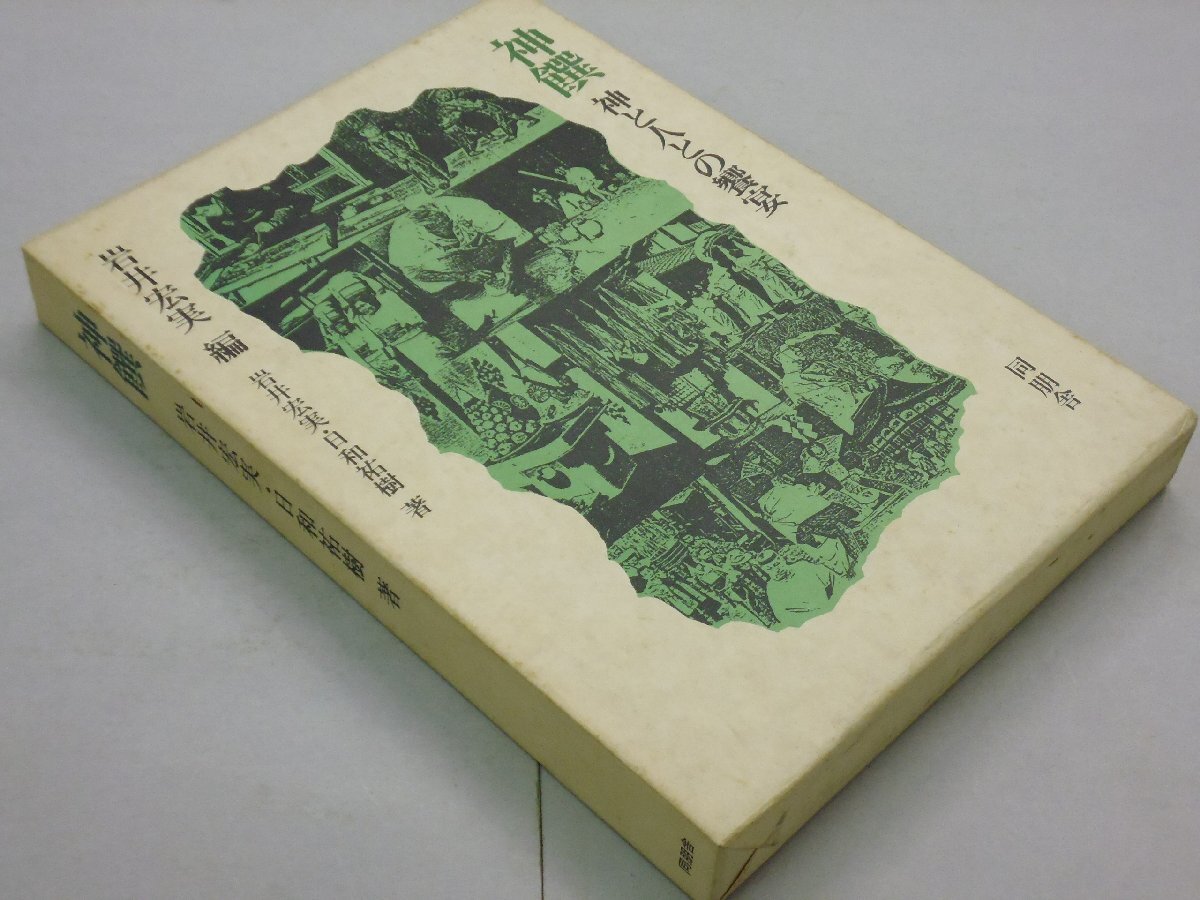 神饌
神と人との饗宴
岩井宏実 編
岩井宏実・日和祐樹 著
同朋舎
神饌
岩井宏実・日和祐樹 著
同朋舎